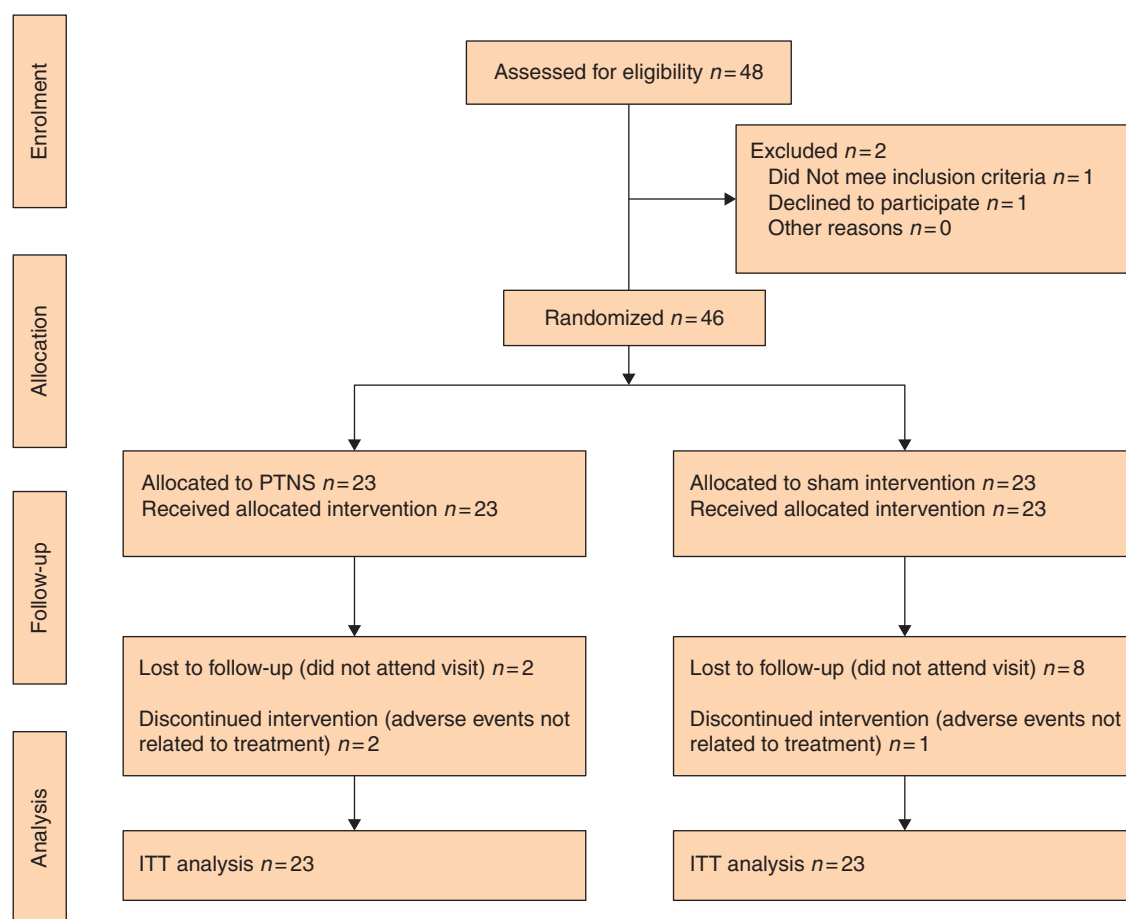 Enrolment
Assessed for eligibility n=48
Excluded n=2
Did Not mee inclusion criteria n=1
Declined to participate n=1
Other reasons n=0
Allocation
Randomized n=46
Allocated to PTNS n=23
Received allocated intervention n=23
Allocated to sham intervention n=23
Received allocated intervention n=23
Follow-up
Lost to follow-up (did not attend visit) n=2
Discontinued intervention (adverse events not
related to treatment) n=2
Lost to follow-up (did not attend visit) n=8
Discontinued intervention (adverse events not
related to treatment) n=1
Analysis
ITT analysis n=23
ITT analysis n=23